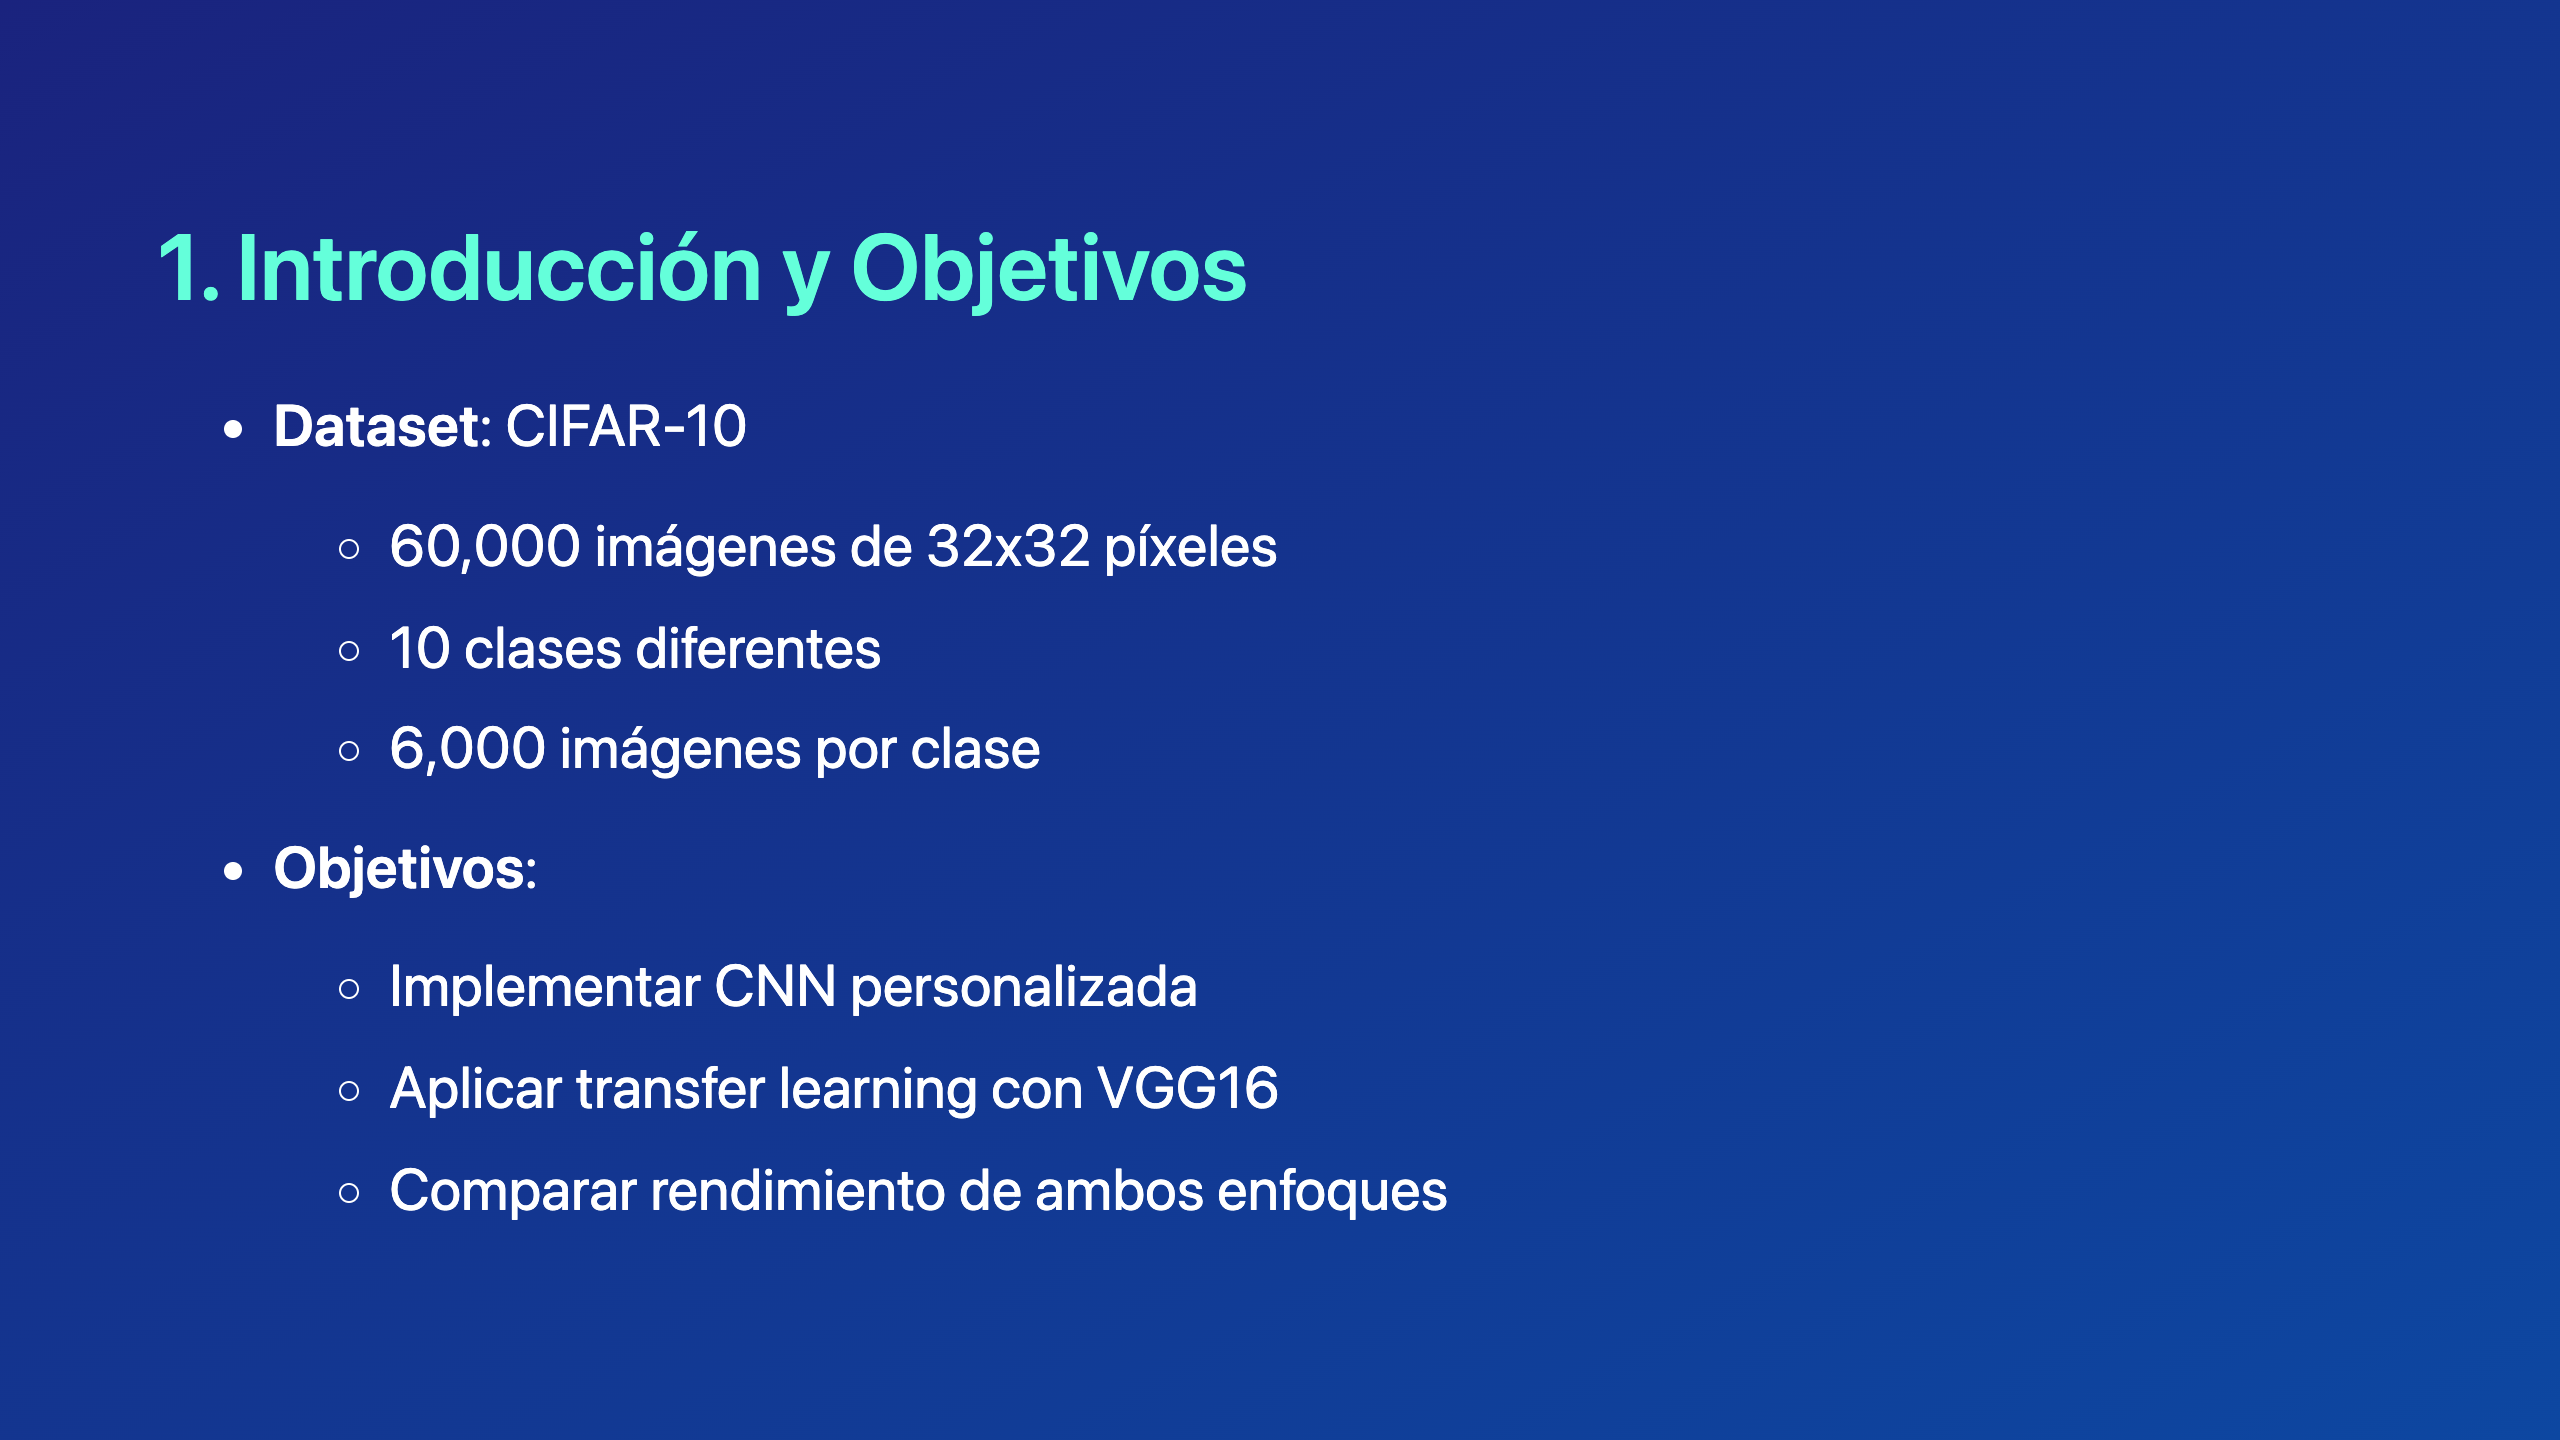 1. Introducción y Objetivos
• Dataset: CIFAR-10
◦ 60,000 imágenes de 32x32 píxeles
◦ 10 clases diferentes
◦ 6,000 imágenes por clase
• Objetivos:
◦ Implementar CNN personalizada
◦ Aplicar transfer learning con VGG16
◦ Comparar rendimiento de ambos enfoques